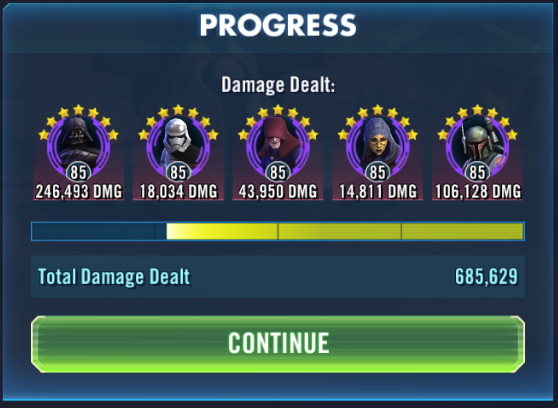 PROGRESS
Damage Dealt:
85 85 85 85 85
246,493 DMG 18,034 DMG 43,950 DMG 14,811 DMG 106,128 DMG
Total Damage Dealt 685,629
CONTINUE